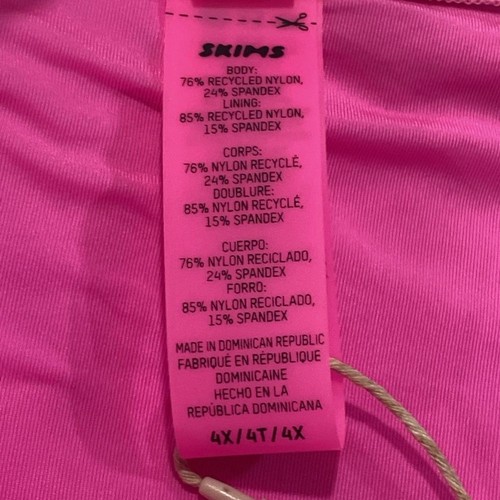 SKIMS
BODY:
76% RECYCLED NYLON,
24% SPANDEX
LINING:
85% RECYCLED NYLON,
15% SPANDEX
CORPS:
76% NYLON RECYCLÉ,
24% SPANDEX
DOUBLURE:
85% NYLON RECYCLÉ,
15% SPANDEX
CUERPO:
76% NYLON RECICLADO,
24% SPANDEX
FORRO:
85% NYLON RECICLADO,
15% SPANDEX
MADE IN DOMINICAN REPUBLIC
FABRIQUÉ EN RÉPUBLIQUE
DOMINICAINE
HECHO EN LA
REPÚBLICA DOMINICANA
4X/4T/4X